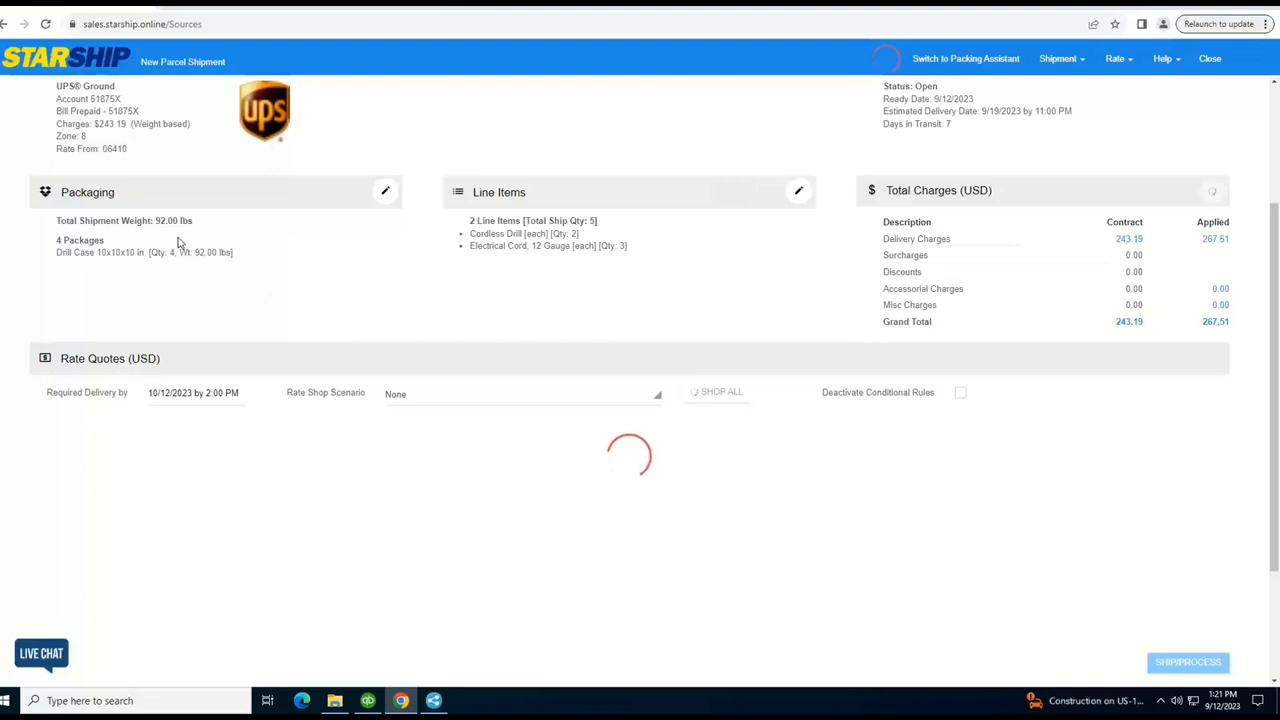 sales.starship.online/Sources
Relaunch to update
STARSHIP
New Parcel Shipment
Switch to Packing Assistant
Shipment
Rate
Help
Close
UPS® Ground
Account 51875X
Bill Prepaid - 51875X
Charges: $243.19 (Weight based)
Zone: 8
Rate From: 06410
ups
Status: Open
Ready Date: 9/12/2023
Estimated Delivery Date: 9/19/2023 by 11:00 PM
Days in Transit: 7
Packaging
Total Shipment Weight: 92.00 lbs
4 Packages
Drill Case 10x10x10 in. [Qty: 4, Wt: 92.00 lbs]
Line Items
2 Line Items [Total Ship Qty: 5]
Cordless Drill [each] [Qty: 2]
Electrical Cord, 12 Gauge [each] [Qty: 3]
$ Total Charges (USD)
Description Contract Applied
Delivery Charges 243.19 267.51
Surcharges 0.00
Discounts 0.00
Accessorial Charges 0.00 0.00
Misc Charges 0.00 0.00
Grand Total 243.19 267.51
Rate Quotes (USD)
Required Delivery by 10/12/2023 by 2:00 PM Rate Shop Scenario None SHOP ALL Deactivate Conditional Rules
LIVE CHAT
SHIP/PROCESS
Type here to search
Construction on US-1...
1:21 PM
9/12/2023